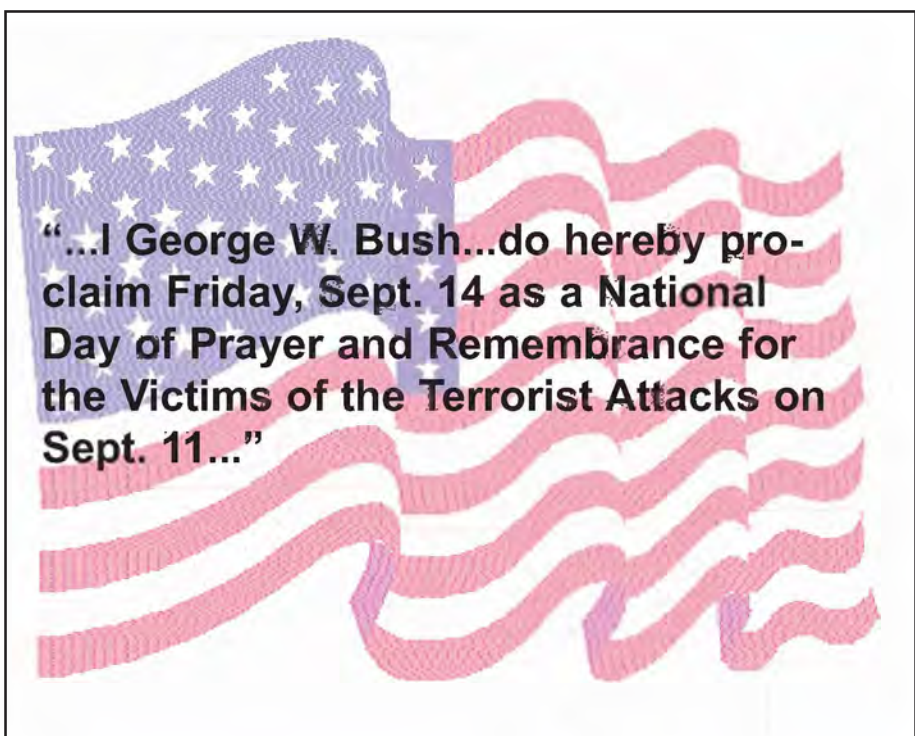 “...I George W. Bush...do hereby pro-
claim Friday, Sept. 14 as a National
Day of Prayer and Remembrance for
the Victims of the Terrorist Attacks on
Sept. 11...”